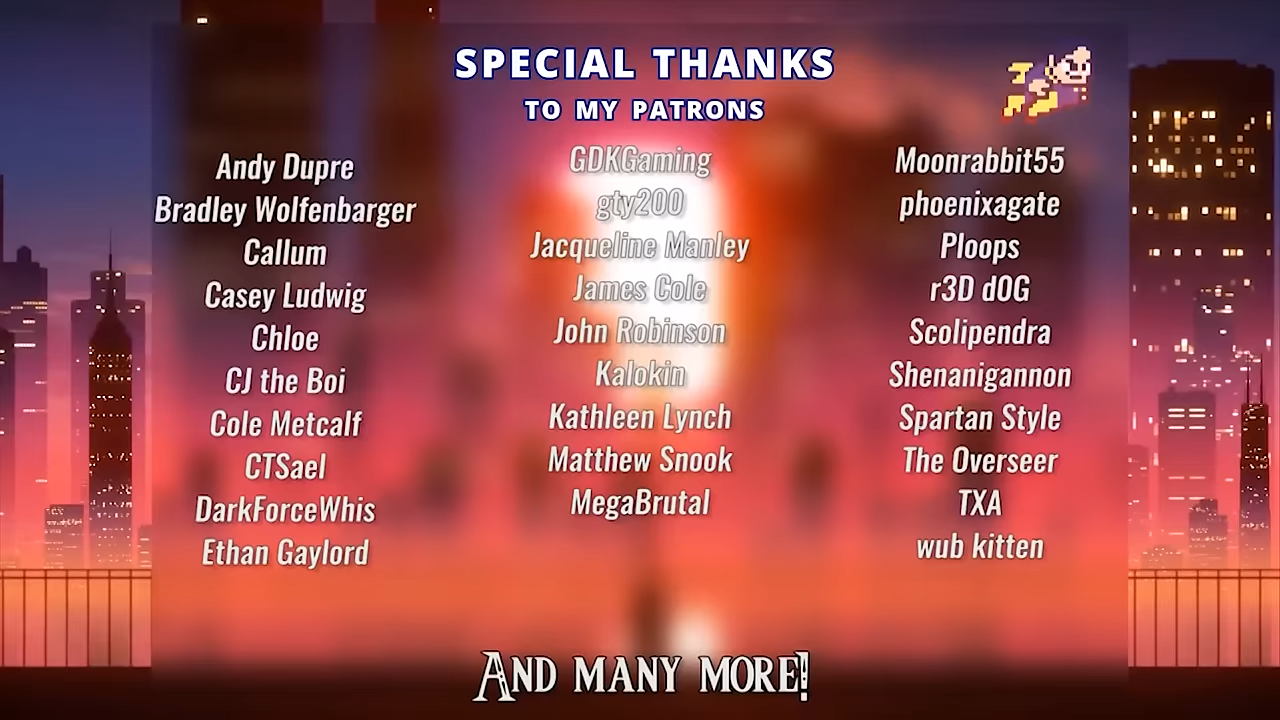 SPECIAL THANKS
TO MY PATRONS
Andy Dupre
Bradley Wolfenbarger
Callum
Casey Ludwig
Chloe
CJ the Boi
Cole Metcalf
CTSael
DarkForceWhis
Ethan Gaylord
GDKGaming
gty200
Jacqueline Manley
James Cole
John Robinson
Kalokin
Kathleen Lynch
Matthew Snook
MegaBrutal
Moonrabbit55
phoenixagate
Ploops
r3D dOG
Scolipendra
Shenanigannon
Spartan Style
The Overseer
TXA
wub kitten
AND MANY MORE!